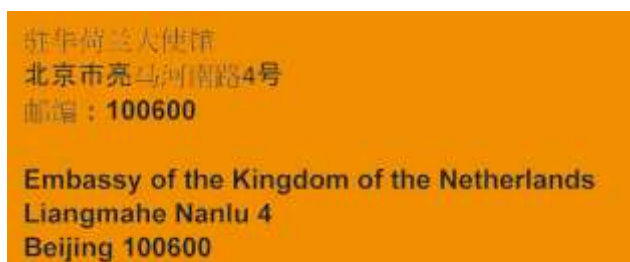 驻华荷兰大使馆
北京市亮马河南路4号
邮编：100600
Embassy of the Kingdom of the Netherlands
Liangmahe Nanlu 4
Beijing 100600